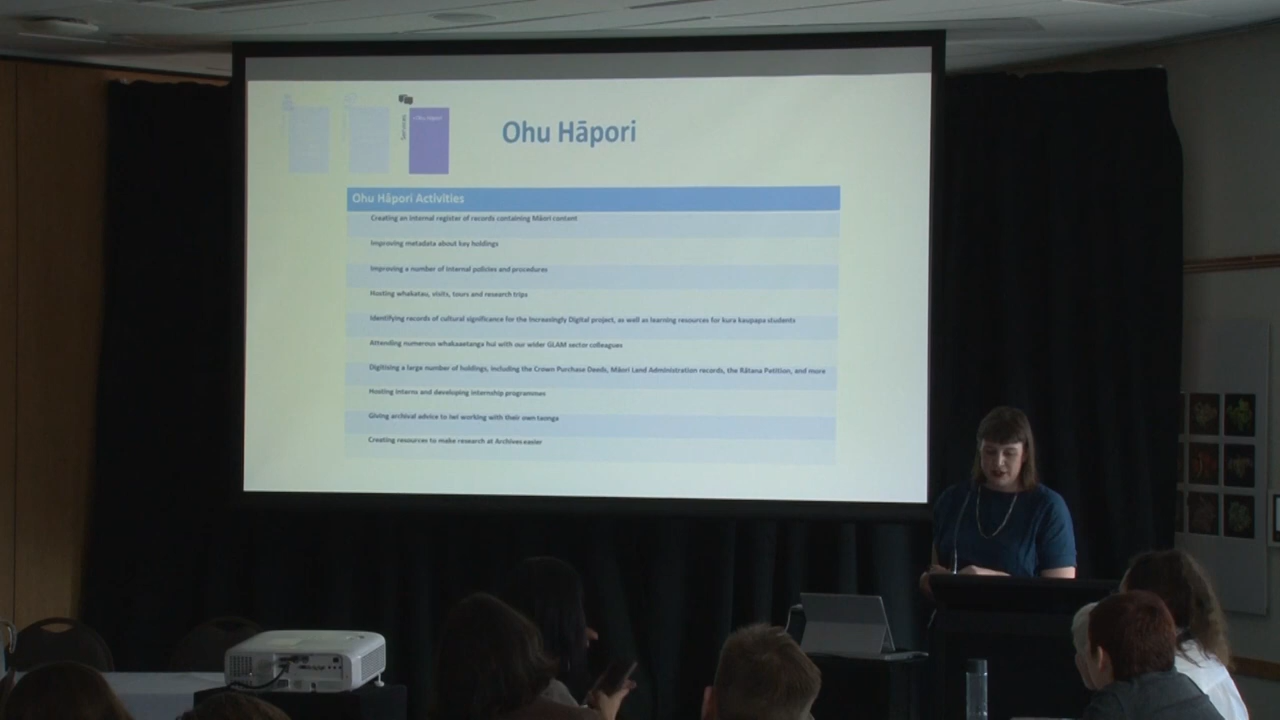 Services
Ohu Hāpori
Ohu Hāpori
Ohu Hāpori Activities
Creating an internal register of records containing Māori content
Improving metadata about key holdings
Improving a number of internal policies and procedures
Hosting whakatau, visits, tours and research trips
Identifying records of cultural significance for the Increasingly Digital project, as well as learning resources for kura kaupapa students
Attending numerous whakawatanga hui with our wider GLAM sector colleagues
Digitising a large number of holdings, including the Crown Purchase Deeds, Māori Land Administration records, the Rātana Petition, and more
Hosting interns and developing internship programmes
Giving archival advice to iwi working with their own taonga
Creating resources to make research at Archives easier